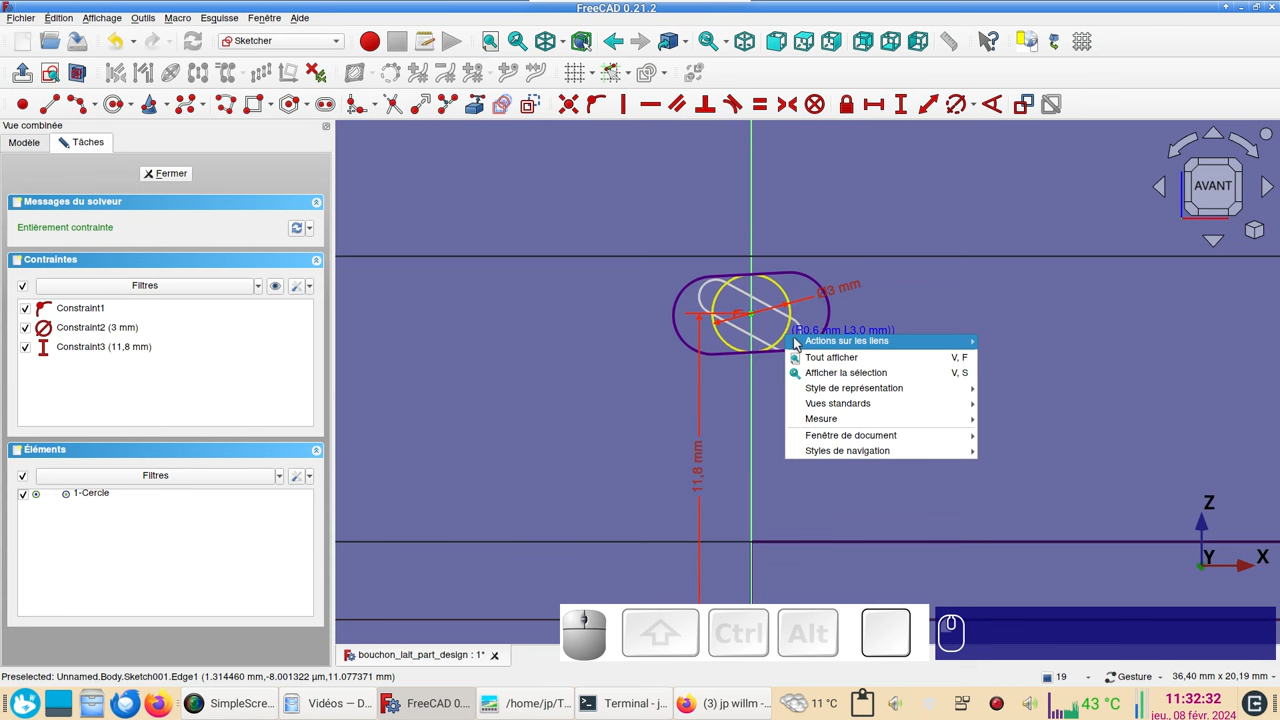 FreeCAD 0.21.2
Fichier Édition Affichage Outils Macro Esquisse Fenêtre Aide
Sketcher
Vue combinée
Modèle Tâches
Fermer
Messages du solveur
Entièrement contrainte
Contraintes
Filtres
Constraint1
Constraint2 (3 mm)
Constraint3 (11,8 mm)
Éléments
Filtres
1-Cercle
AVANT
Ø3 mm
(R0.6 mm L3.0 mm))
11,8 mm
Actions sur les liens
Tout afficher V, F
Afficher la sélection V, S
Style de représentation
Vues standards
Mesure
Fenêtre de document
Styles de navigation
Z
Y
X
Ctrl
Alt
bouchon_lait_part_design : 1*
Preselected: Unnamed.Body.Sketch001.Edge1 (1.314460 mm,-8.001322 µm,11.077371 mm)
19
Gesture
36,40 mm x 20,19 mm
SimpleScre...
Vidéos — D...
FreeCAD 0...
/home/jp/T...
Terminal - j...
(3) jp willm -...
11 °C
43 °C
11:32:32
jeu., 08 févr. 2024